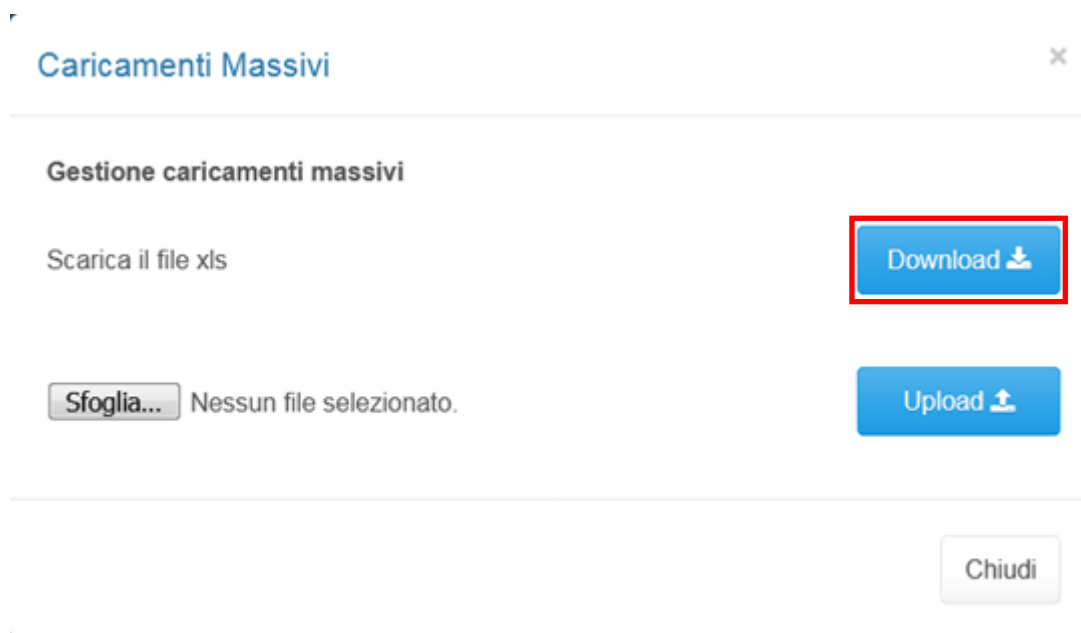 Caricamenti Massivi ×
Gestione caricamenti massivi
Scarica il file xls Download
Sfoglia... Nessun file selezionato. Upload
Chiudi